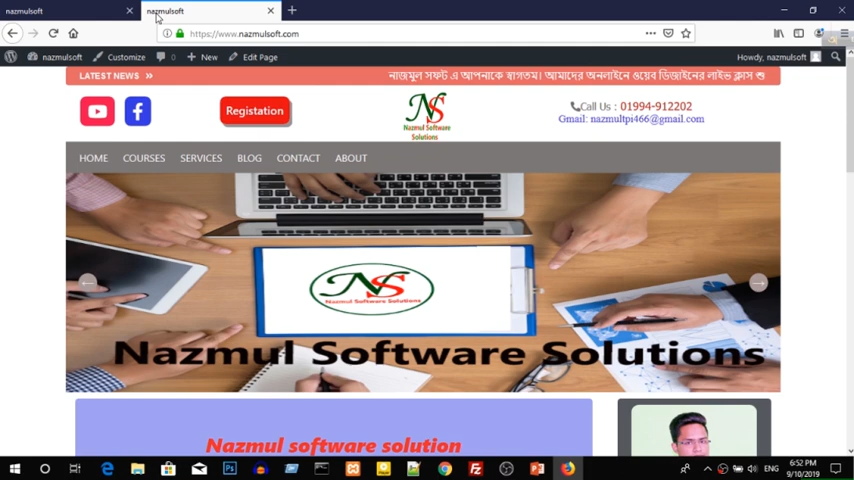 nazmulsoft
nazmulsoft
https://www.nazmulsoft.com
nazmulsoft Customize 0 New Edit Page Howdy, nazmulsoft
LATEST NEWS
নাজমুল সফট এ আপনাকে স্বাগতম। আমাদের অনলাইনে ওয়েব ডিজাইনের লাইভ ক্লাস শু
Registation
NS
Nazmul Software
Solutions
Call Us : 01994-912202
Gmail: nazmultpi466@gmail.com
HOME COURSES SERVICES BLOG CONTACT ABOUT
NS
Nazmul Software Solutions
Nazmul Software Solutions
Nazmul software solution
ENG
6:52 PM
9/10/2019